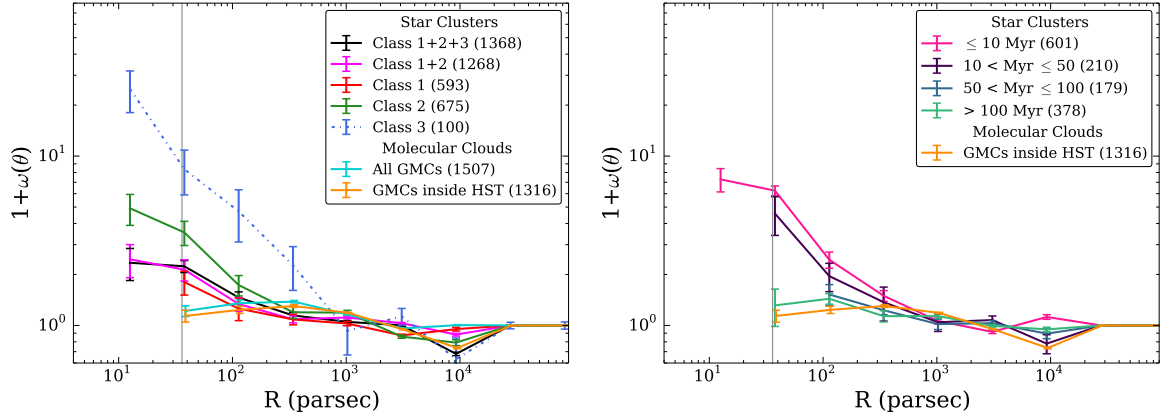 Star Clusters
Class 1+2+3 (1368)
Class 1+2 (1268)
Class 1 (593)
Class 2 (675)
Class 3 (100)
Molecular Clouds
All GMCs (1507)
GMCs inside HST (1316)
10¹
10⁰
1+ω(θ)
10¹ 10² 10³ 10⁴
R (parsec)
Star Clusters
≤ 10 Myr (601)
10 < Myr ≤ 50 (210)
50 < Myr ≤ 100 (179)
> 100 Myr (378)
Molecular Clouds
GMCs inside HST (1316)
10¹
10⁰
1+ω(θ)
10¹ 10² 10³ 10⁴
R (parsec)